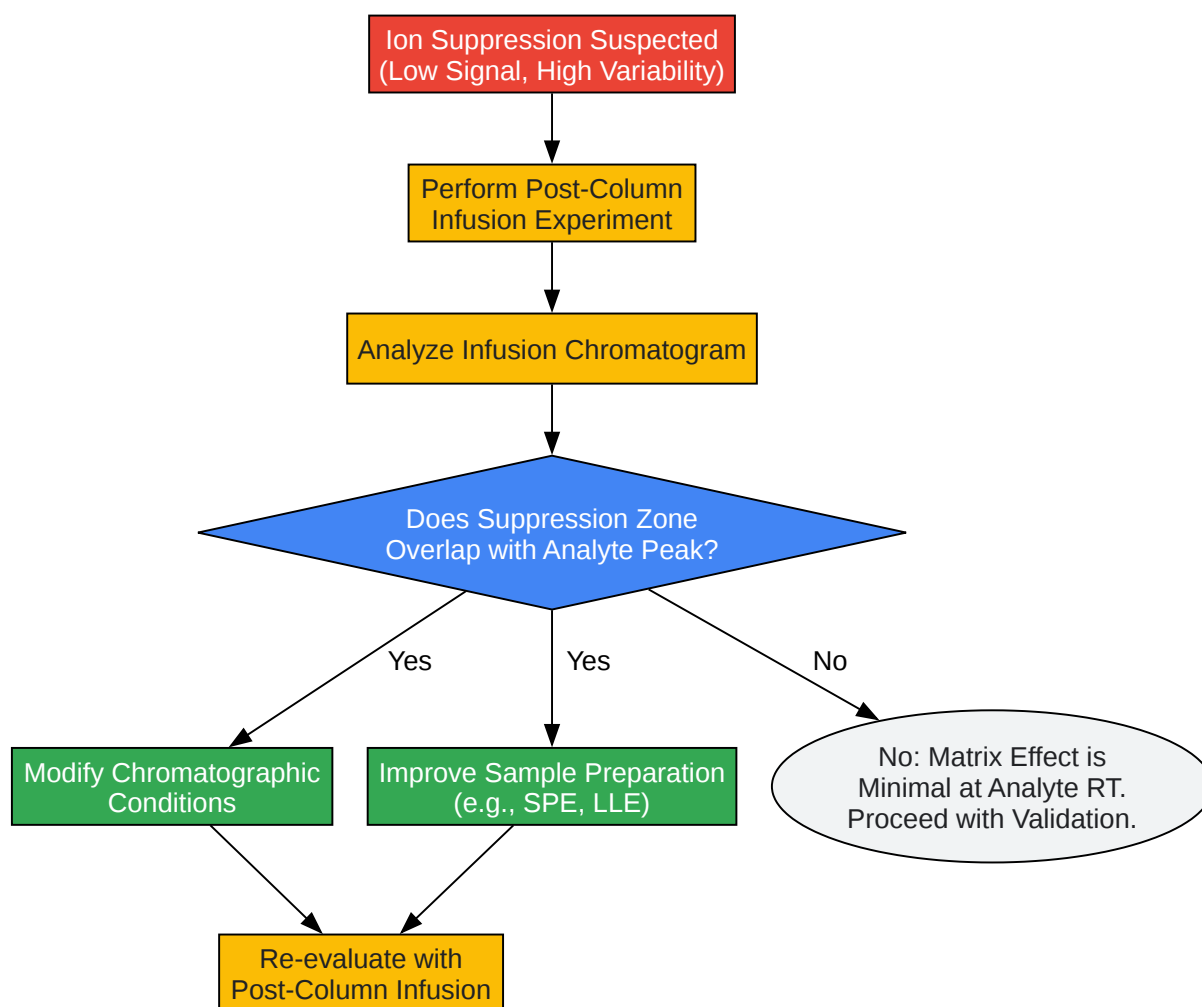 Ion Suppression Suspected
(Low Signal, High Variability)
Perform Post-Column
Infusion Experiment
Analyze Infusion Chromatogram
Does Suppression Zone
Overlap with Analyte Peak?
Yes
Yes
No
Modify Chromatographic
Conditions
Improve Sample Preparation
(e.g., SPE, LLE)
No: Matrix Effect is
Minimal at Analyte RT.
Proceed with Validation.
Re-evaluate with
Post-Column Infusion